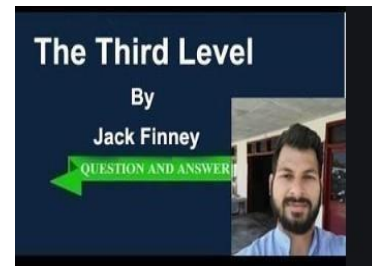 The Third Level
By
Jack Finney
QUESTION AND ANSWER